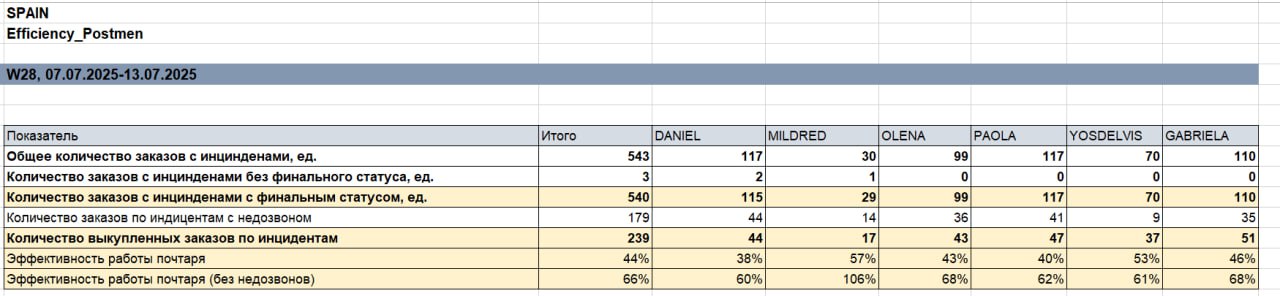 SPAIN
Efficiency_Postmen
W28, 07.07.2025-13.07.2025
Показатель Итого DANIEL MILDRED OLENA PAOLA YOSDELVIS GABRIELA
Общее количество заказов с инцинденами, ед. 543 117 30 99 117 70 110
Количество заказов с инцинденами без финального статуса, ед. 3 2 1 0 0 0 0
Количество заказов с инцинденами с финальным статусом, ед. 540 115 29 99 117 70 110
Количество заказов по индицентам с недозвоном 179 44 14 36 41 9 35
Количество выкупленных заказов по инцидентам 239 44 17 43 47 37 51
Эффективность работы почтаря 44% 38% 57% 43% 40% 53% 46%
Эффективность работы почтаря (без недозвонов) 66% 60% 106% 68% 62% 61% 68%